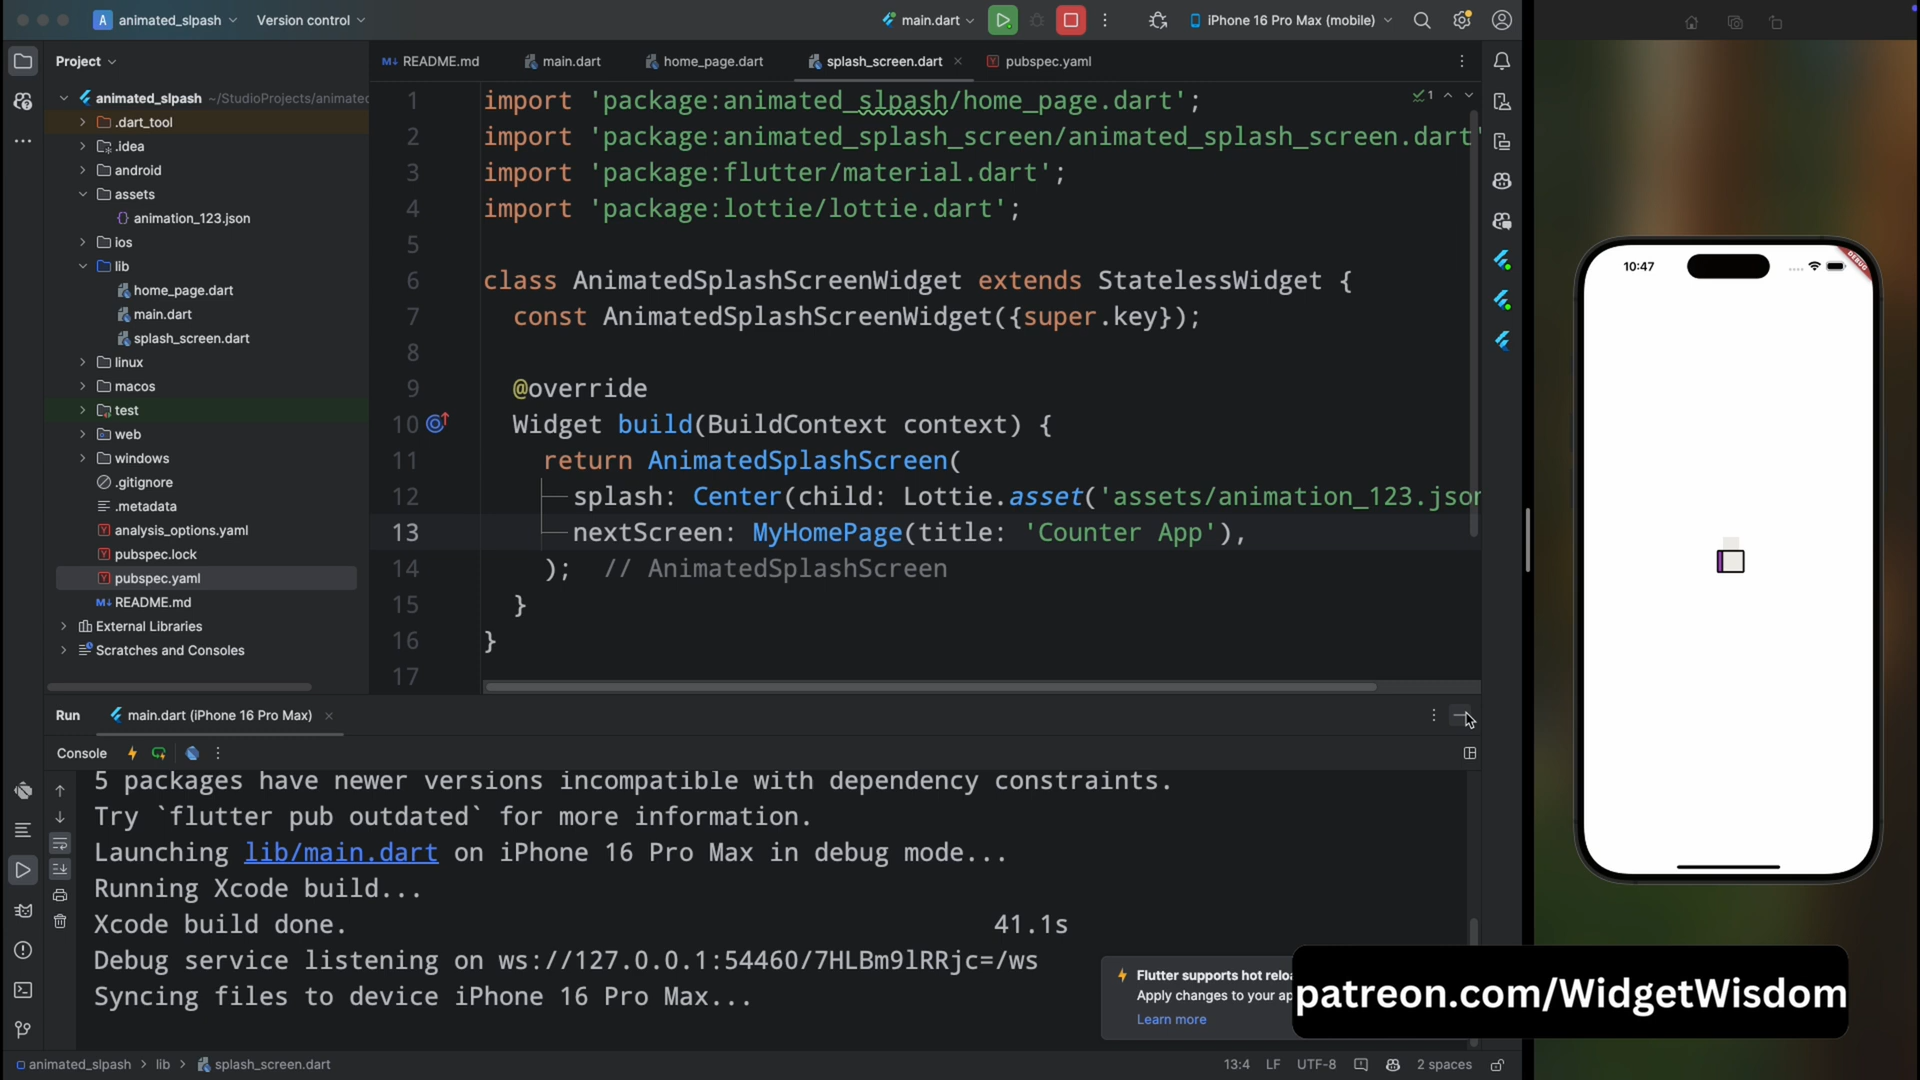 A animated_slpash
Version control
main.dart
iPhone 16 Pro Max (mobile)
Project
README.md
main.dart
home_page.dart
splash_screen.dart
pubspec.yaml
animated_slpash ~/StudioProjects/animated
.dart_tool
.idea
android
assets
animation_123.json
ios
lib
home_page.dart
main.dart
splash_screen.dart
linux
macos
test
web
windows
.gitignore
.metadata
analysis_options.yaml
pubspec.lock
pubspec.yaml
README.md
External Libraries
Scratches and Consoles
1 import 'package:animated_slpash/home_page.dart';
2 import 'package:animated_splash_screen/animated_splash_screen.dart'
3 import 'package:flutter/material.dart';
4 import 'package:lottie/lottie.dart';
5
6 class AnimatedSplashScreenWidget extends StatelessWidget {
7 const AnimatedSplashScreenWidget({super.key});
8
9 @override
10 Widget build(BuildContext context) {
11 return AnimatedSplashScreen(
12 splash: Center(child: Lottie.asset('assets/animation_123.json
13 nextScreen: MyHomePage(title: 'Counter App'),
14 ); // AnimatedSplashScreen
15 }
16 }
17
1
10:47
DEBUG
Run
main.dart (iPhone 16 Pro Max)
Console
5 packages have newer versions incompatible with dependency constraints.
Try `flutter pub outdated` for more information.
Launching lib/main.dart on iPhone 16 Pro Max in debug mode...
Running Xcode build...
Xcode build done. 41.1s
Debug service listening on ws://127.0.0.1:54460/7HLBm9lRRjc=/ws
Syncing files to device iPhone 16 Pro Max...
Flutter supports hot relo
Apply changes to your ap
Learn more
patreon.com/WidgetWisdom
animated_slpash > lib > splash_screen.dart
13:4 LF UTF-8 2 spaces